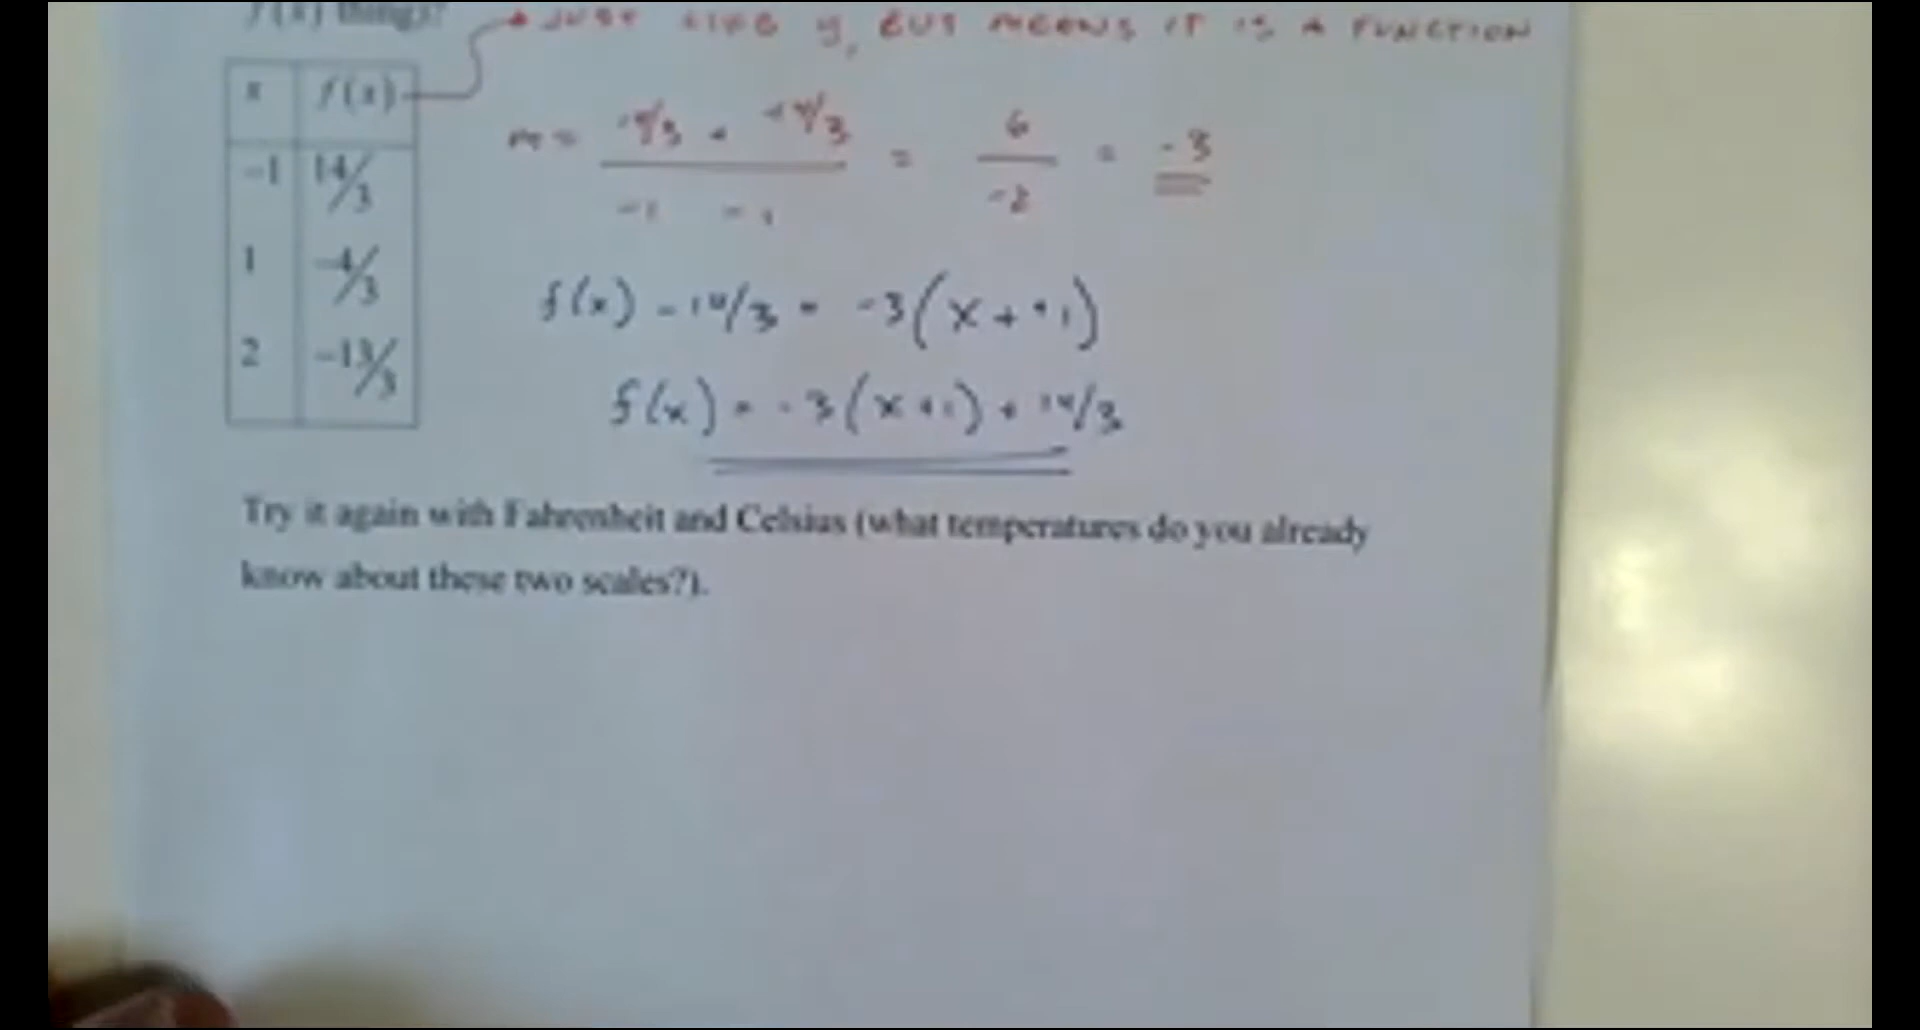 f(x) thing)?
JUST LIKE y, BUT MEANS IT IS A FUNCTION
x f(x)
-1 14/3
1 -4/3
2 -13/3
m = 14/3 + +4/3 = 6 = -3
-1 -1 -2
f(x) - 14/3 = -3(x + +1)
f(x) = -3(x+1) + 14/3
Try it again with Fahrenheit and Celsius (what temperatures do you already
know about these two scales?).